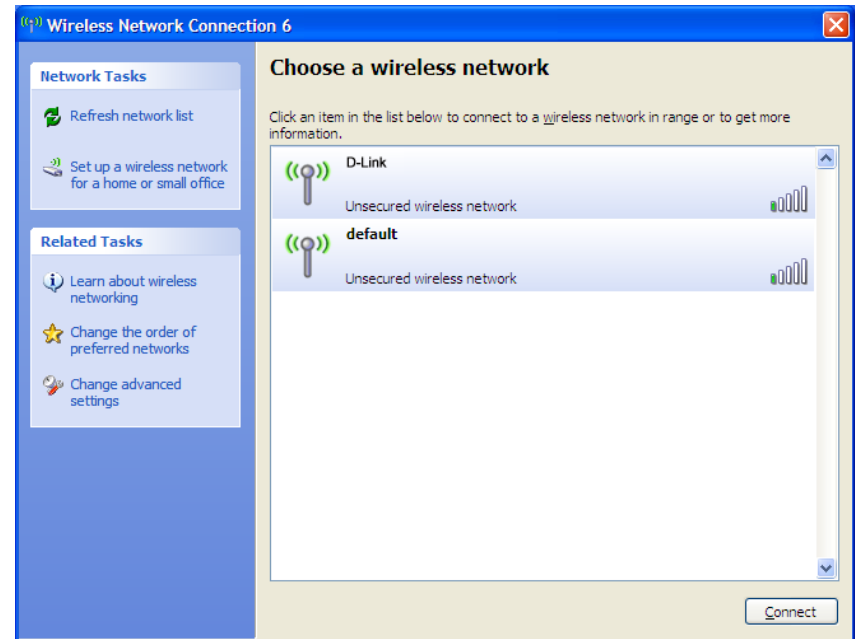 Wireless Network Connection 6
Network Tasks
Refresh network list
Set up a wireless network
for a home or small office
Related Tasks
Learn about wireless
networking
Change the order of
preferred networks
Change advanced
settings
Choose a wireless network
Click an item in the list below to connect to a wireless network in range or to get more
information.
D-Link
Unsecured wireless network
default
Unsecured wireless network
Connect